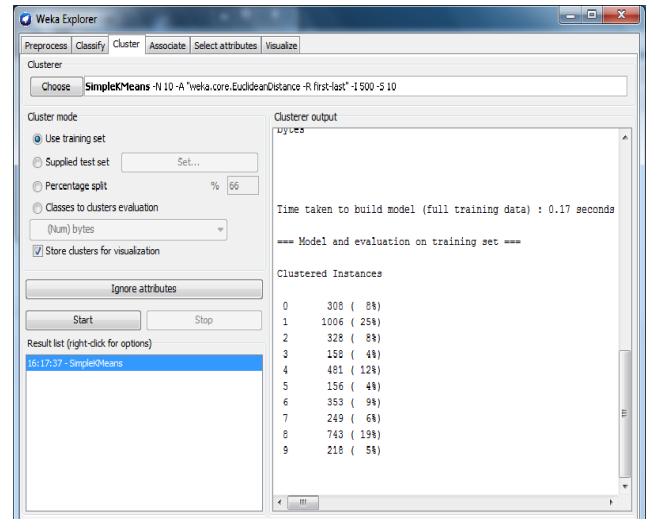 Weka Explorer
Preprocess Classify Cluster Associate Select attributes Visualize
Clusterer
Choose SimpleKMeans -N 10 -A "weka.core.EuclideanDistance -R first-last" -I 500 -S 10
Cluster mode
Use training set
Supplied test set Set...
Percentage split % 66
Classes to clusters evaluation
(Num) bytes
Store clusters for visualization
Ignore attributes
Start Stop
Result list (right-click for options)
16:17:37 - SimpleKMeans
Clusterer output
bytes
Time taken to build model (full training data) : 0.17 seconds
=== Model and evaluation on training set ===
Clustered Instances
0 308 ( 8%)
1 1006 ( 25%)
2 328 ( 8%)
3 158 ( 4%)
4 481 ( 12%)
5 156 ( 4%)
6 353 ( 9%)
7 249 ( 6%)
8 743 ( 19%)
9 218 ( 5%)